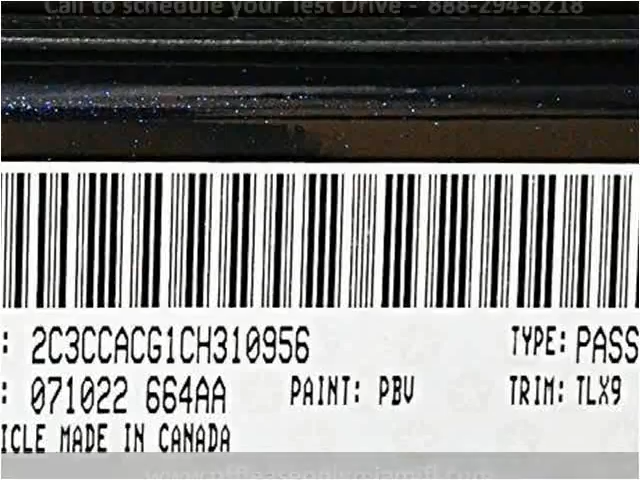 Call to schedule your Test Drive - 888-294-8218
: 2C3CCACG1CH310956 TYPE: PASS
: 071022 664AA PAINT: PBV TRIM: TLX9
ICLE MADE IN CANADA